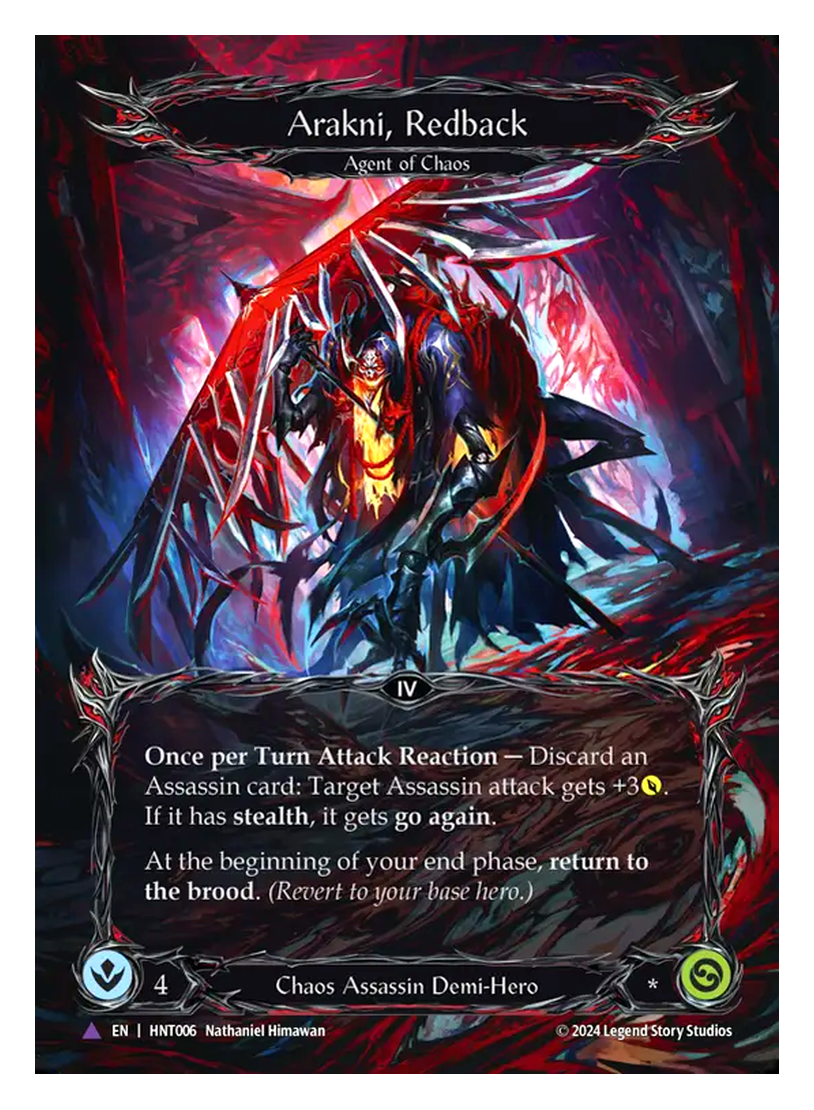 Arakni, Redback
Agent of Chaos
IV
Once per Turn Attack Reaction — Discard an
Assassin card: Target Assassin attack gets +3.
If it has stealth, it gets go again.
At the beginning of your end phase, return to
the brood. (Revert to your base hero.)
4 Chaos Assassin Demi-Hero *
EN | HNT006 Nathaniel Himawan © 2024 Legend Story Studios